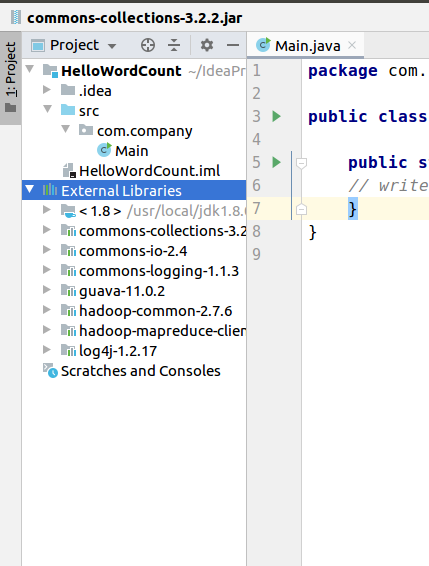 commons-collections-3.2.2.jar
1: Project
Project
HelloWordCount ~/IdeaPr
.idea
src
com.company
Main
HelloWordCount.iml
External Libraries
< 1.8 > /usr/local/jdk1.8.
commons-collections-3.2
commons-io-2.4
commons-logging-1.1.3
guava-11.0.2
hadoop-common-2.7.6
hadoop-mapreduce-clien
log4j-1.2.17
Scratches and Consoles
Main.java
1 package com.
2
3 public class
4
5 public s
6 // write
7 }
8 }
9